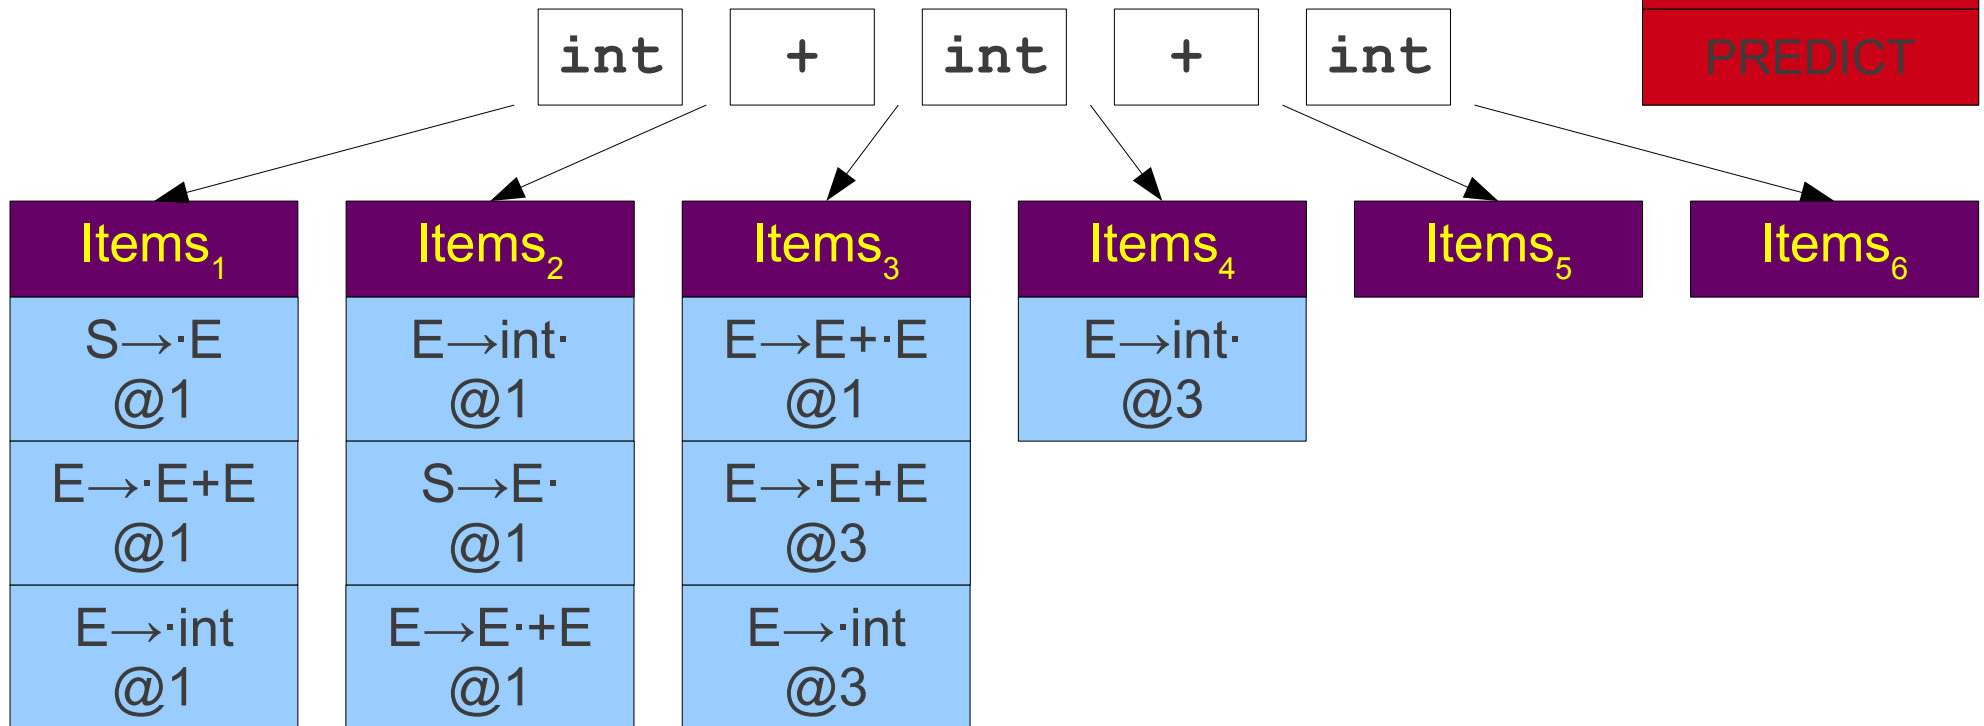 int + int + int PREDICT
Items₁ Items₂ Items₃ Items₄ Items₅ Items₆
S→·E E→int· E→E+·E E→int·
@1 @1 @1 @3
E→·E+E S→E· E→·E+E
@1 @1 @3
E→·int E→E·+E E→·int
@1 @1 @3